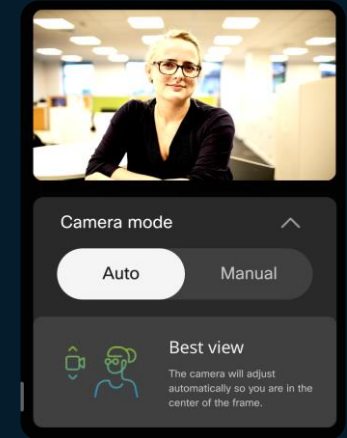 Camera mode
Auto
Manual
Best view
The camera will adjust
automatically so you are in the
center of the frame.